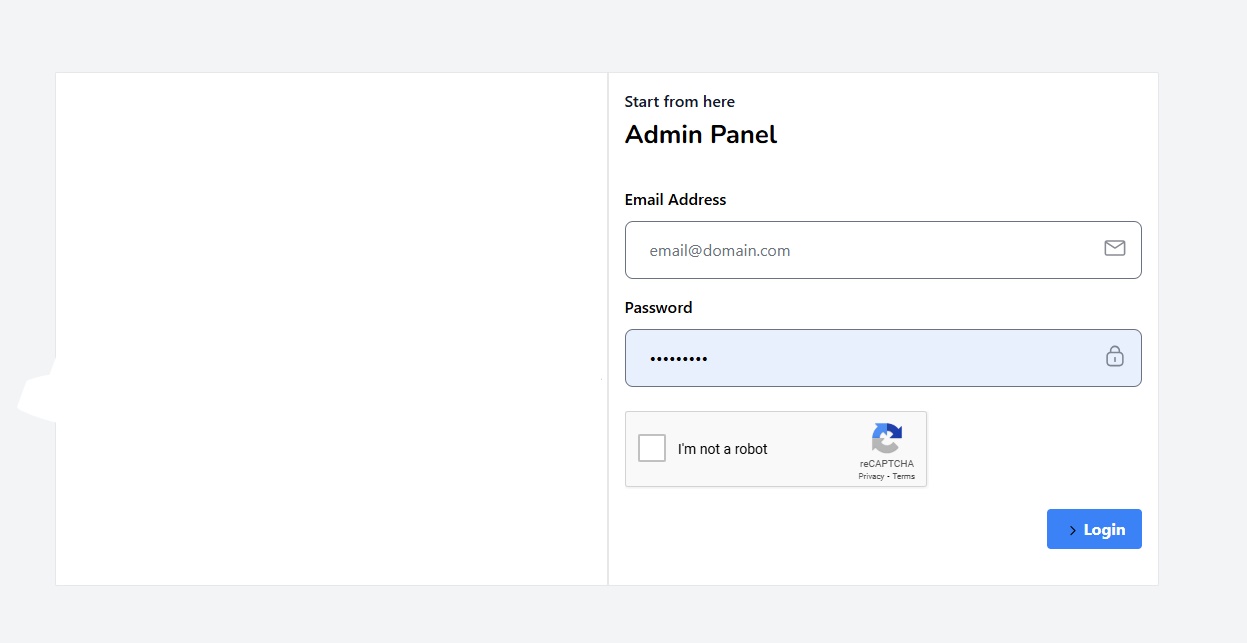 Start from here
Admin Panel
Email Address
email@domain.com
Password
•••••••••
I'm not a robot
reCAPTCHA
Privacy - Terms
Login